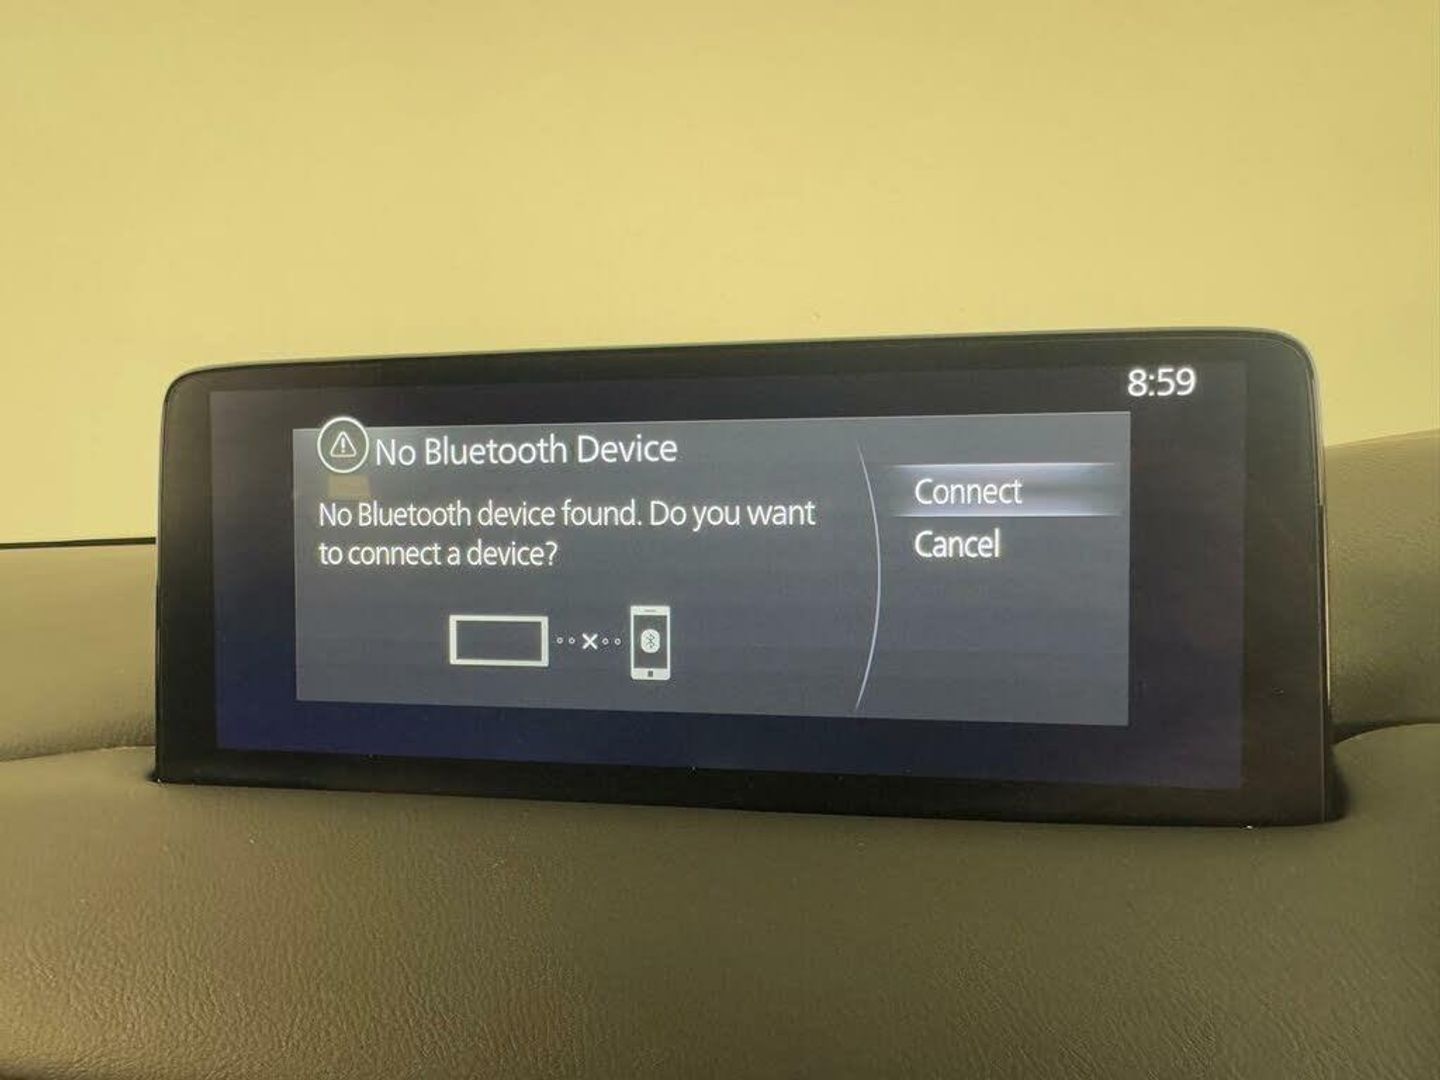 8:59
No Bluetooth Device
No Bluetooth device found. Do you want
to connect a device?
Connect
Cancel